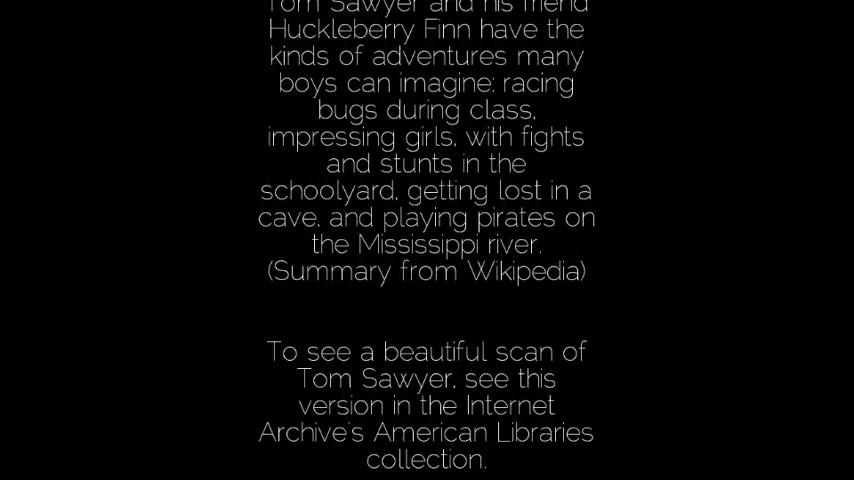 Tom Sawyer and his friend
Huckleberry Finn have the
kinds of adventures many
boys can imagine: racing
bugs during class,
impressing girls, with fights
and stunts in the
schoolyard, getting lost in a
cave, and playing pirates on
the Mississippi river.
(Summary from Wikipedia)
To see a beautiful scan of
Tom Sawyer, see this
version in the Internet
Archive's American Libraries
collection.